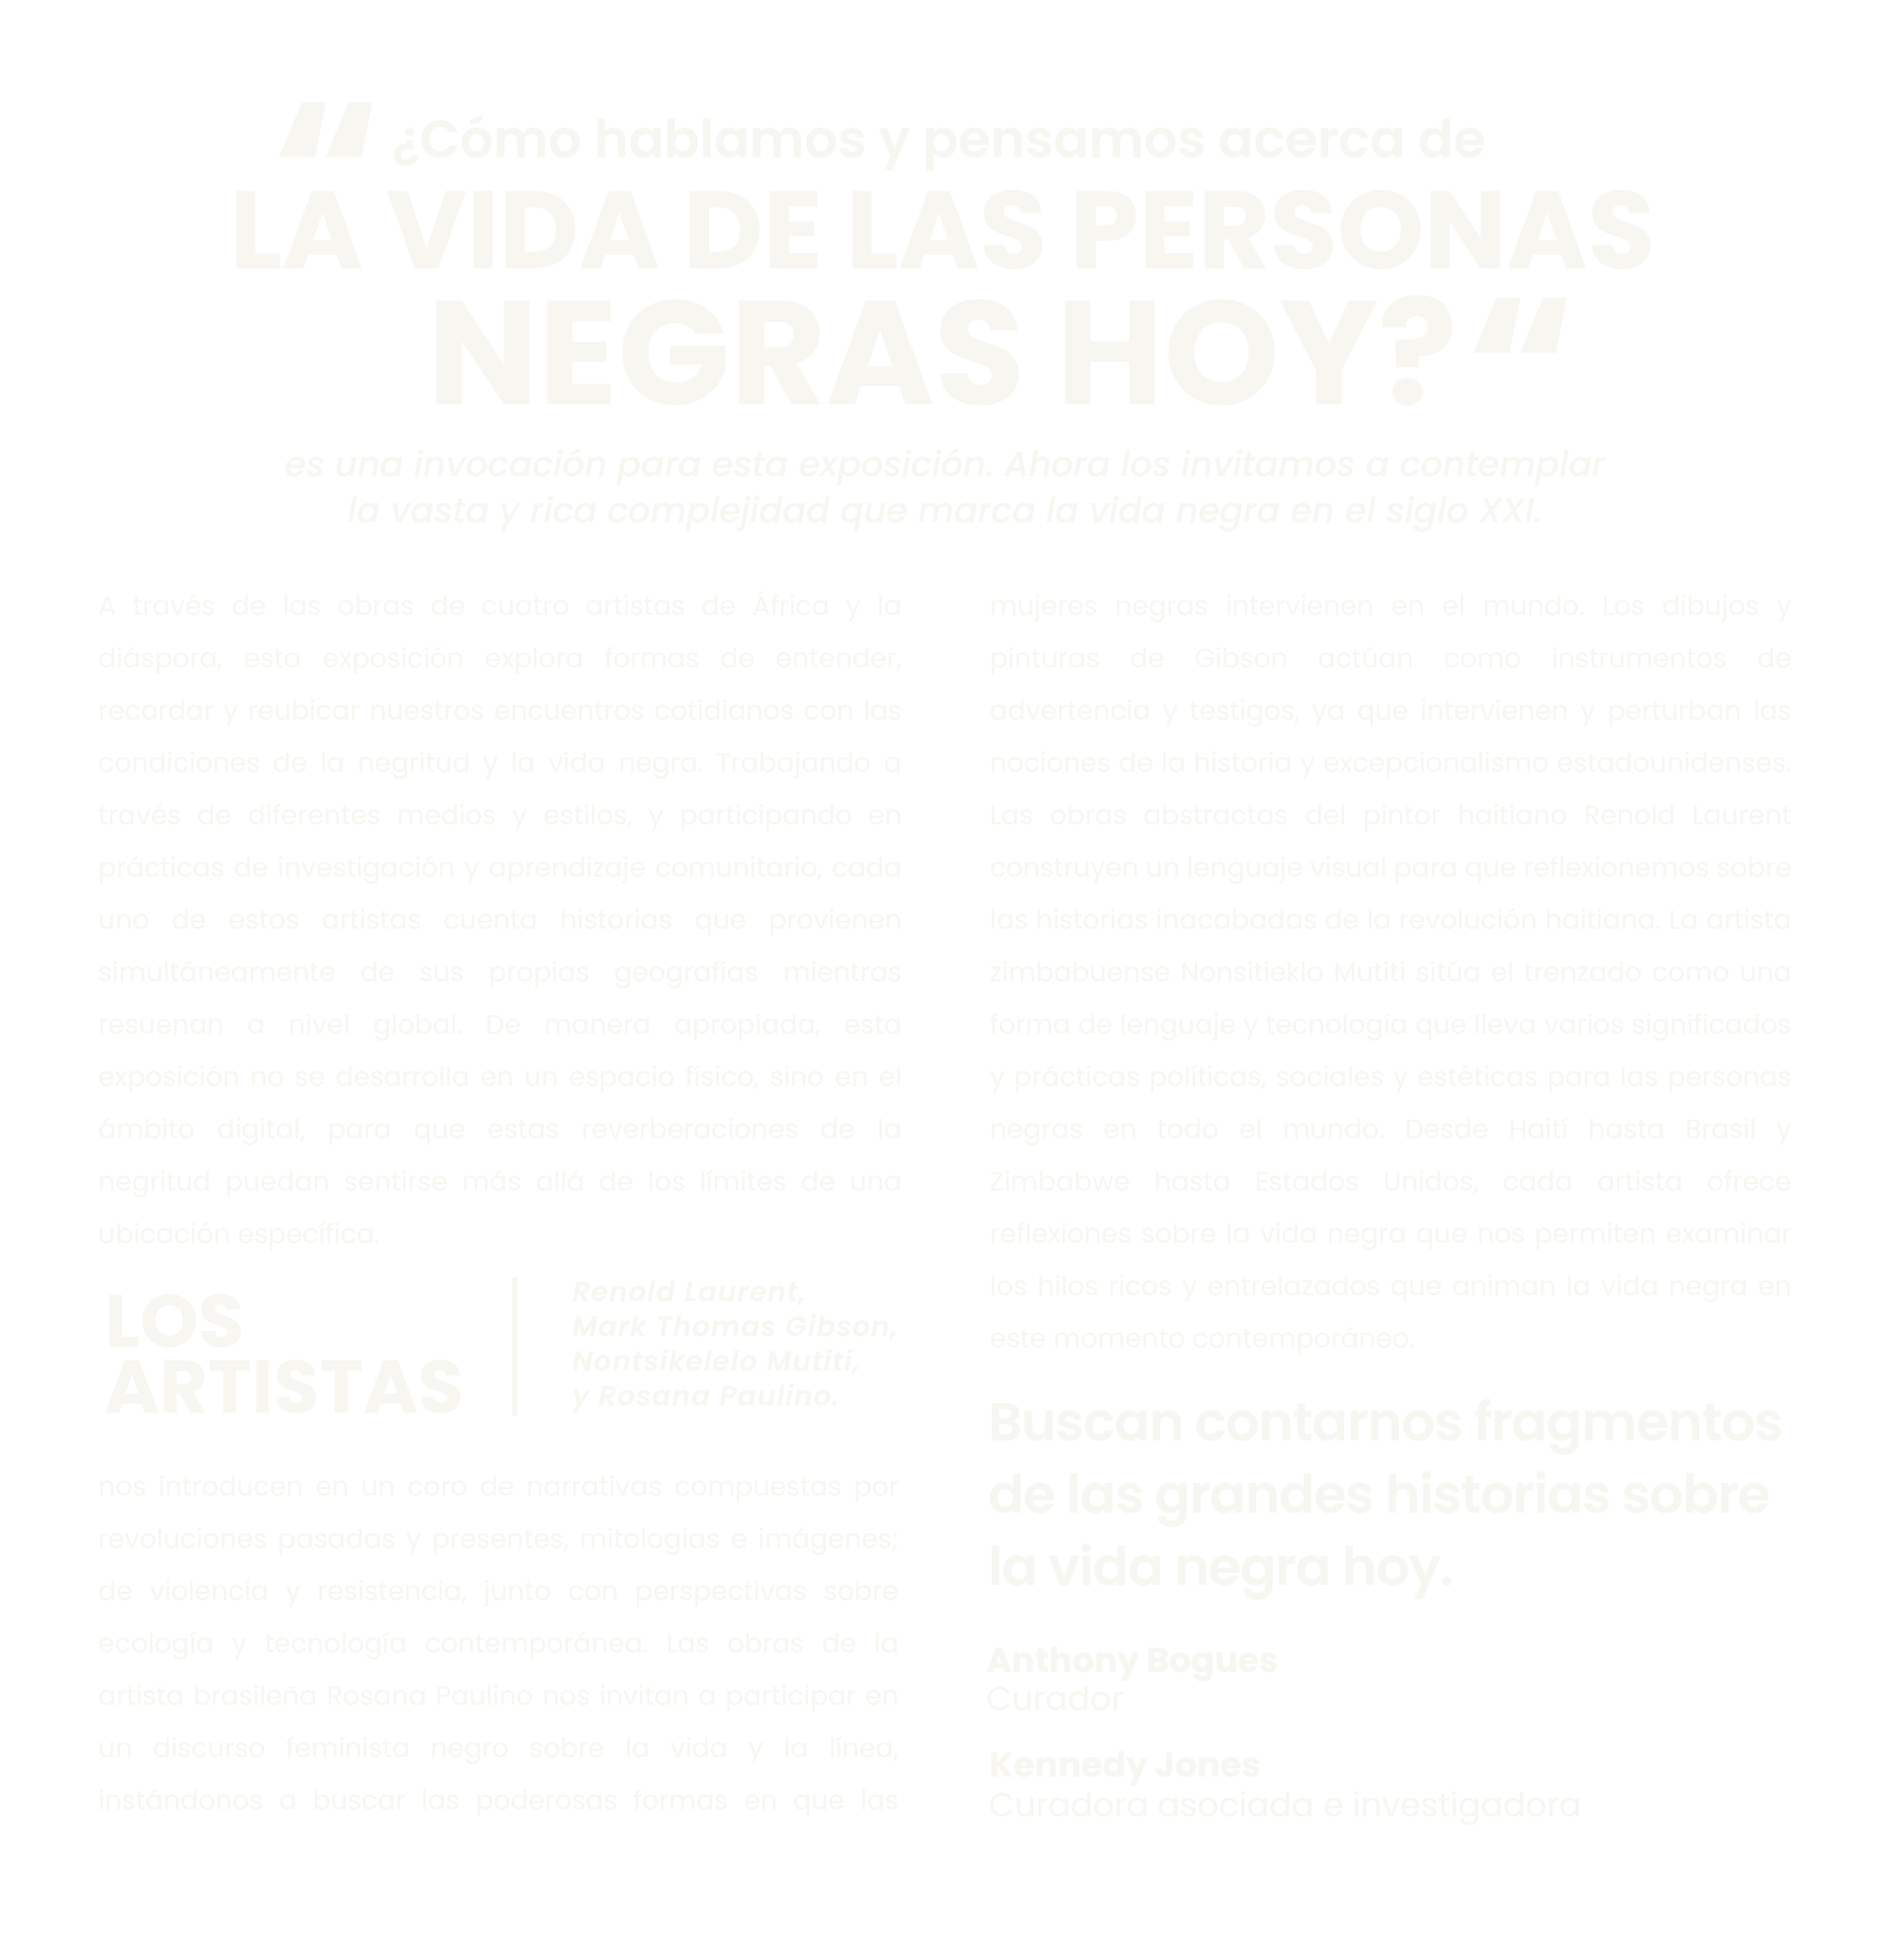 “ ¿Cómo hablamos y pensamos acerca de
LA VIDA DE LAS PERSONAS
NEGRAS HOY? “
es una invocación para esta exposición. Ahora los invitamos a contemplar
la vasta y rica complejidad que marca la vida negra en el siglo XXI.
A través de las obras de cuatro artistas de África y la
diáspora, esta exposición explora formas de entender,
recordar y reubicar nuestros encuentros cotidianos con las
condiciones de la negritud y la vida negra. Trabajando a
través de diferentes medios y estilos, y participando en
prácticas de investigación y aprendizaje comunitario, cada
uno de estos artistas cuenta historias que provienen
simultáneamente de sus propias geografías mientras
resuenan a nivel global. De manera apropiada, esta
exposición no se desarrolla en un espacio físico, sino en el
ámbito digital, para que estas reverberaciones de la
negritud puedan sentirse más allá de los límites de una
ubicación específica.
LOS
ARTISTAS
Renold Laurent,
Mark Thomas Gibson,
Nontsikelelo Mutiti,
y Rosana Paulino.
nos introducen en un coro de narrativas compuestas por
revoluciones pasadas y presentes, mitologías e imágenes;
de violencia y resistencia, junto con perspectivas sobre
ecología y tecnología contemporánea. Las obras de la
artista brasileña Rosana Paulino nos invitan a participar en
un discurso feminista negro sobre la vida y la línea,
instándonos a buscar las poderosas formas en que las
mujeres negras intervienen en el mundo. Los dibujos y
pinturas de Gibson actúan como instrumentos de
advertencia y testigos, ya que intervienen y perturban las
nociones de la historia y excepcionalismo estadounidenses.
Las obras abstractas del pintor haitiano Renold Laurent
construyen un lenguaje visual para que reflexionemos sobre
las historias inacabadas de la revolución haitiana. La artista
zimbabuense Nonsitieklo Mutiti sitúa el trenzado como una
forma de lenguaje y tecnología que lleva varios significados
y prácticas políticas, sociales y estéticas para las personas
negras en todo el mundo. Desde Haití hasta Brasil y
Zimbabwe hasta Estados Unidos, cada artista ofrece
reflexiones sobre la vida negra que nos permiten examinar
los hilos ricos y entrelazados que animan la vida negra en
este momento contemporáneo.
Buscan contarnos fragmentos
de las grandes historias sobre
la vida negra hoy.
Anthony Bogues
Curador
Kennedy Jones
Curadora asociada e investigadora